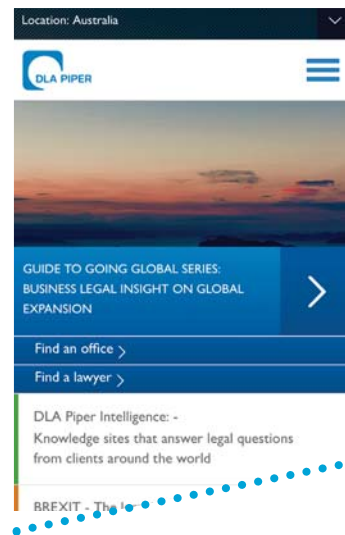 Location: Australia
DLA PIPER
GUIDE TO GOING GLOBAL SERIES:
BUSINESS LEGAL INSIGHT ON GLOBAL
EXPANSION
Find an office
Find a lawyer
DLA Piper Intelligence: -
Knowledge sites that answer legal questions
from clients around the world
BREXIT - The